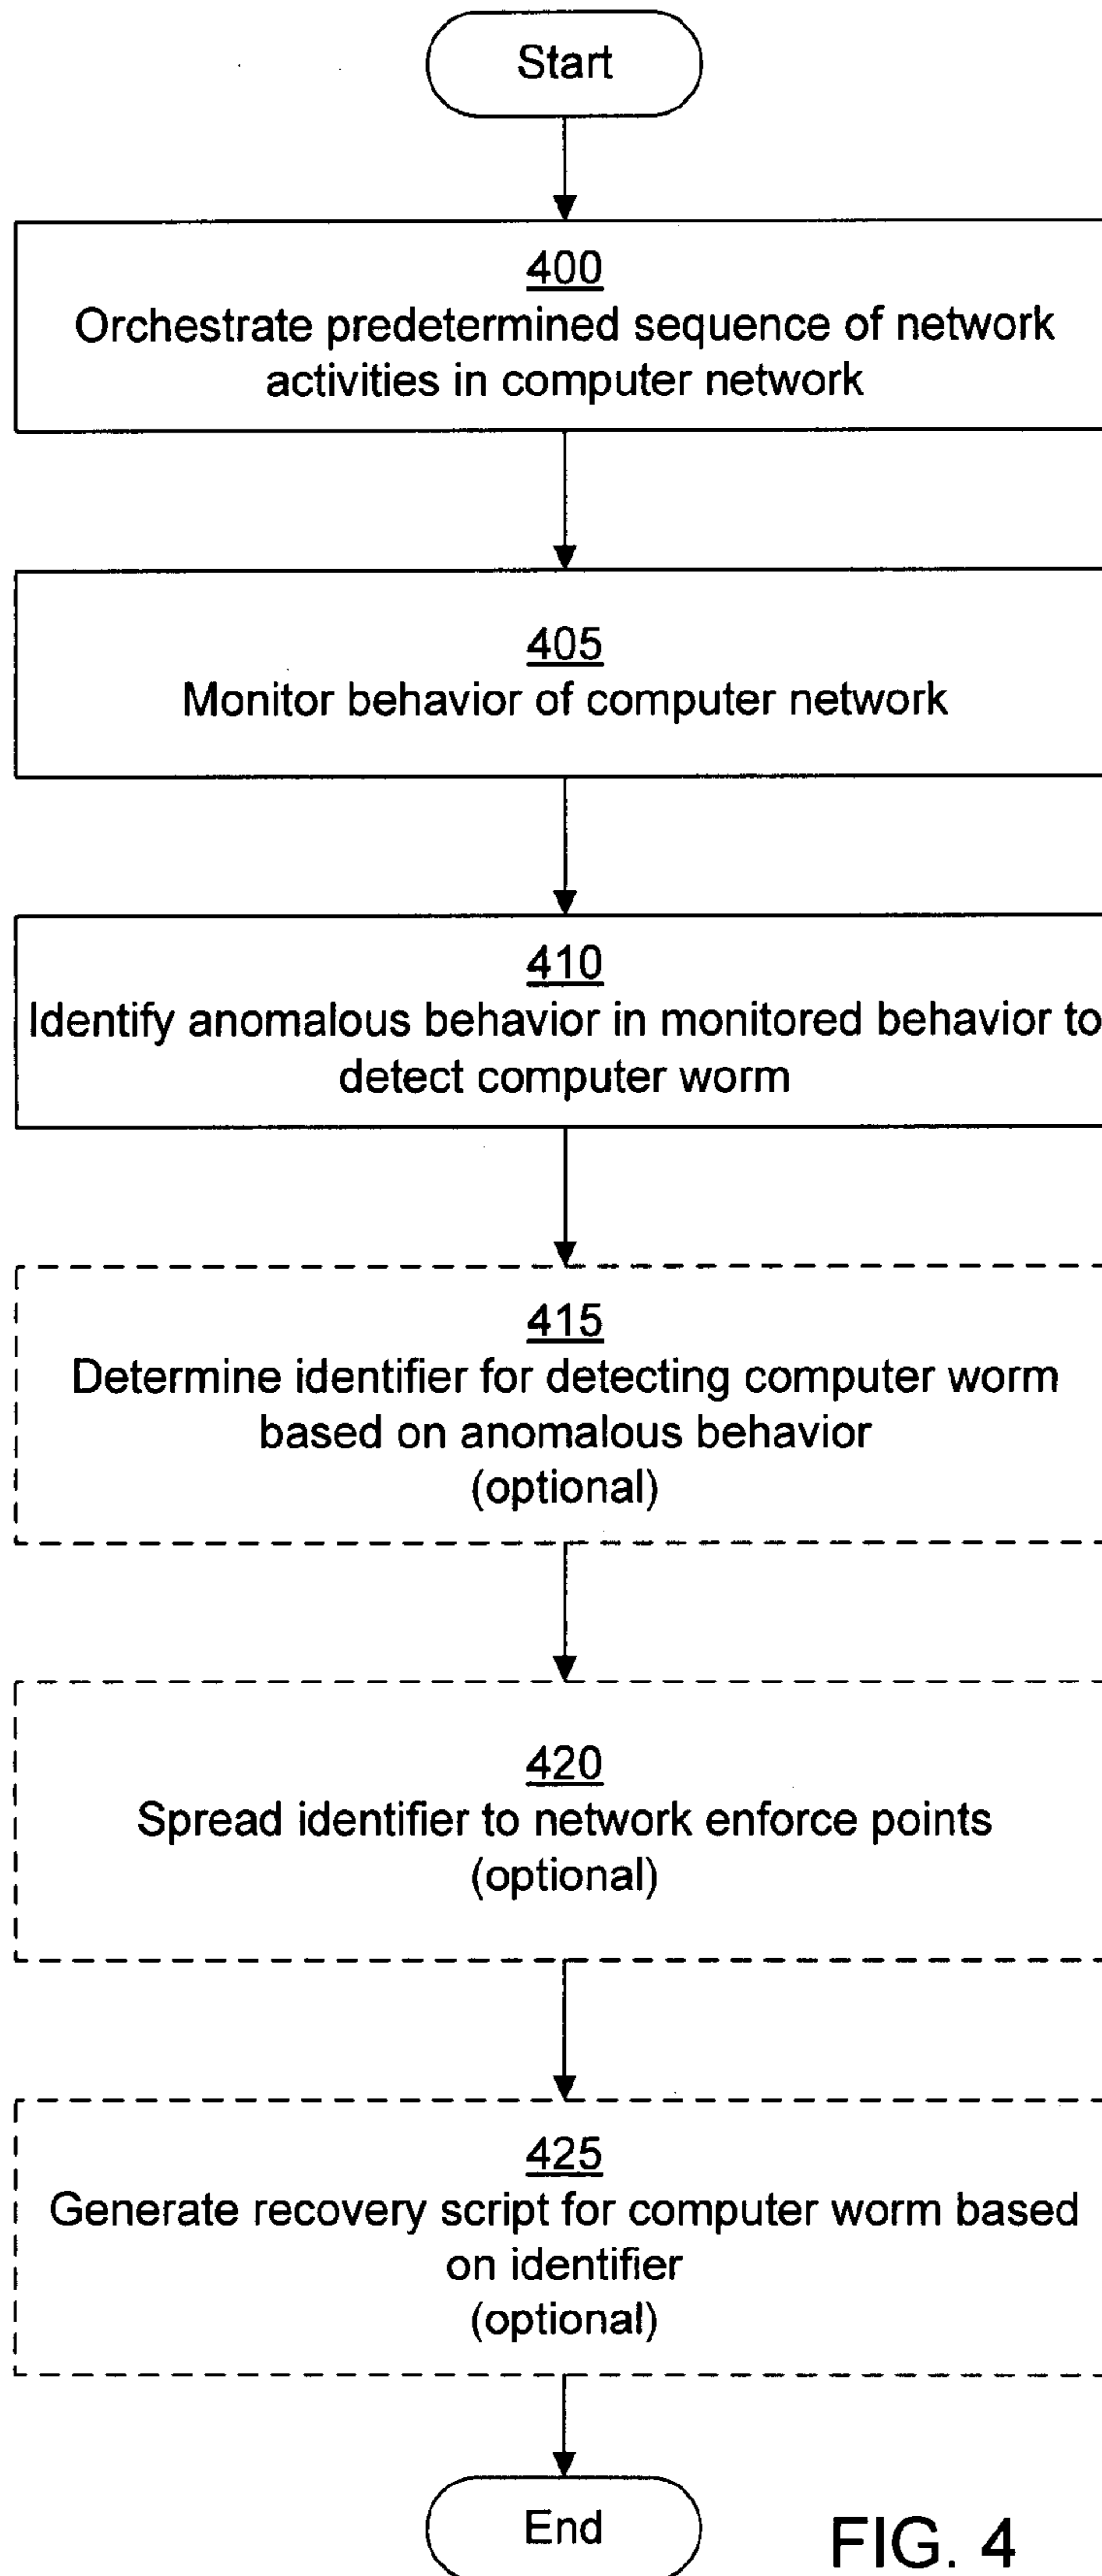 Start
400
Orchestrate predetermined sequence of network
activities in computer network
405
Monitor behavior of computer network
410
Identify anomalous behavior in monitored behavior to
detect computer worm
415
Determine identifier for detecting computer worm
based on anomalous behavior
(optional)
420
Spread identifier to network enforce points
(optional)
425
Generate recovery script for computer worm based
on identifier
(optional)
End
FIG. 4